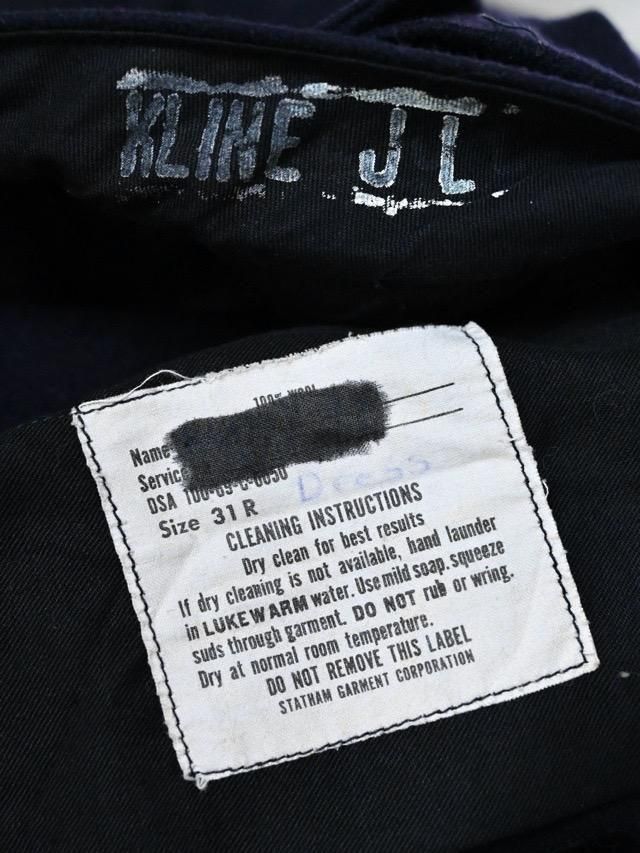 KLINE J L
100% WOOL
Name
Servic
DSA 100-69-C-0050
Size 31R Dress
CLEANING INSTRUCTIONS
Dry clean for best results
If dry cleaning is not available, hand launder
in LUKEWARM water. Use mild soap. squeeze
suds through garment. DO NOT rub or wring.
Dry at normal room temperature.
DO NOT REMOVE THIS LABEL
STATHAM GARMENT CORPORATION